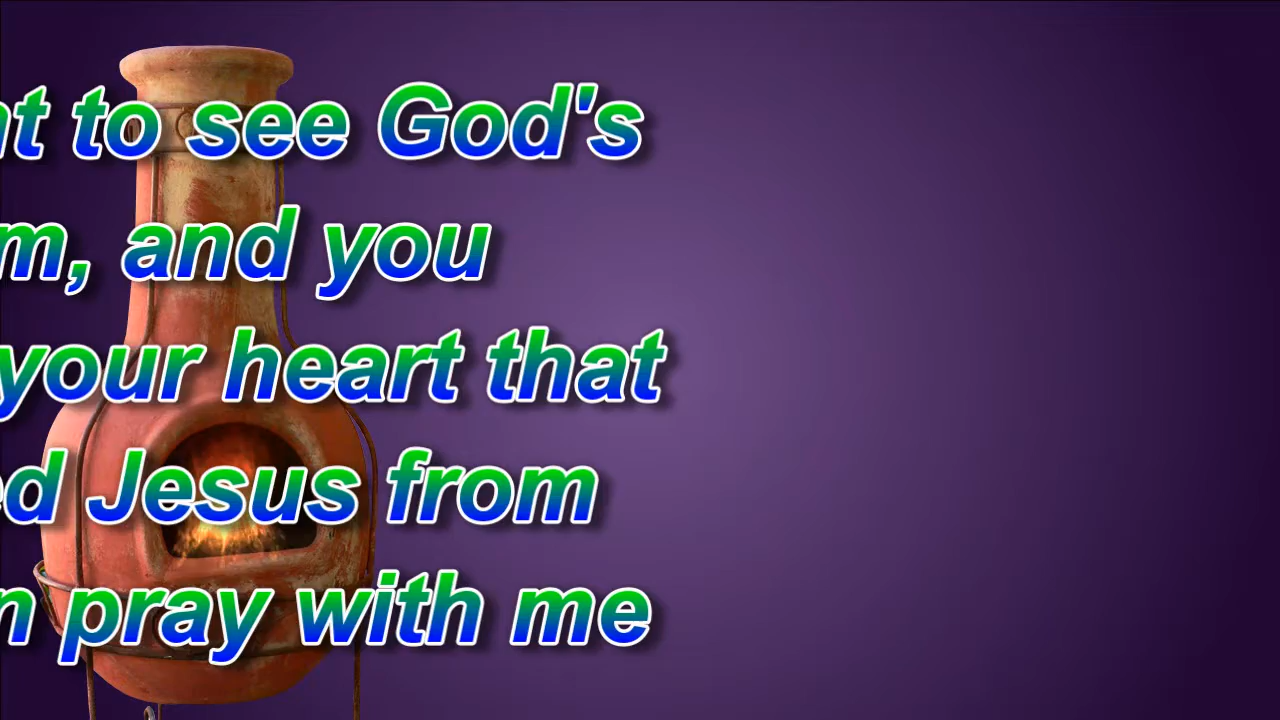 to see God's
and you
your heart that
Jesus from
pray with me